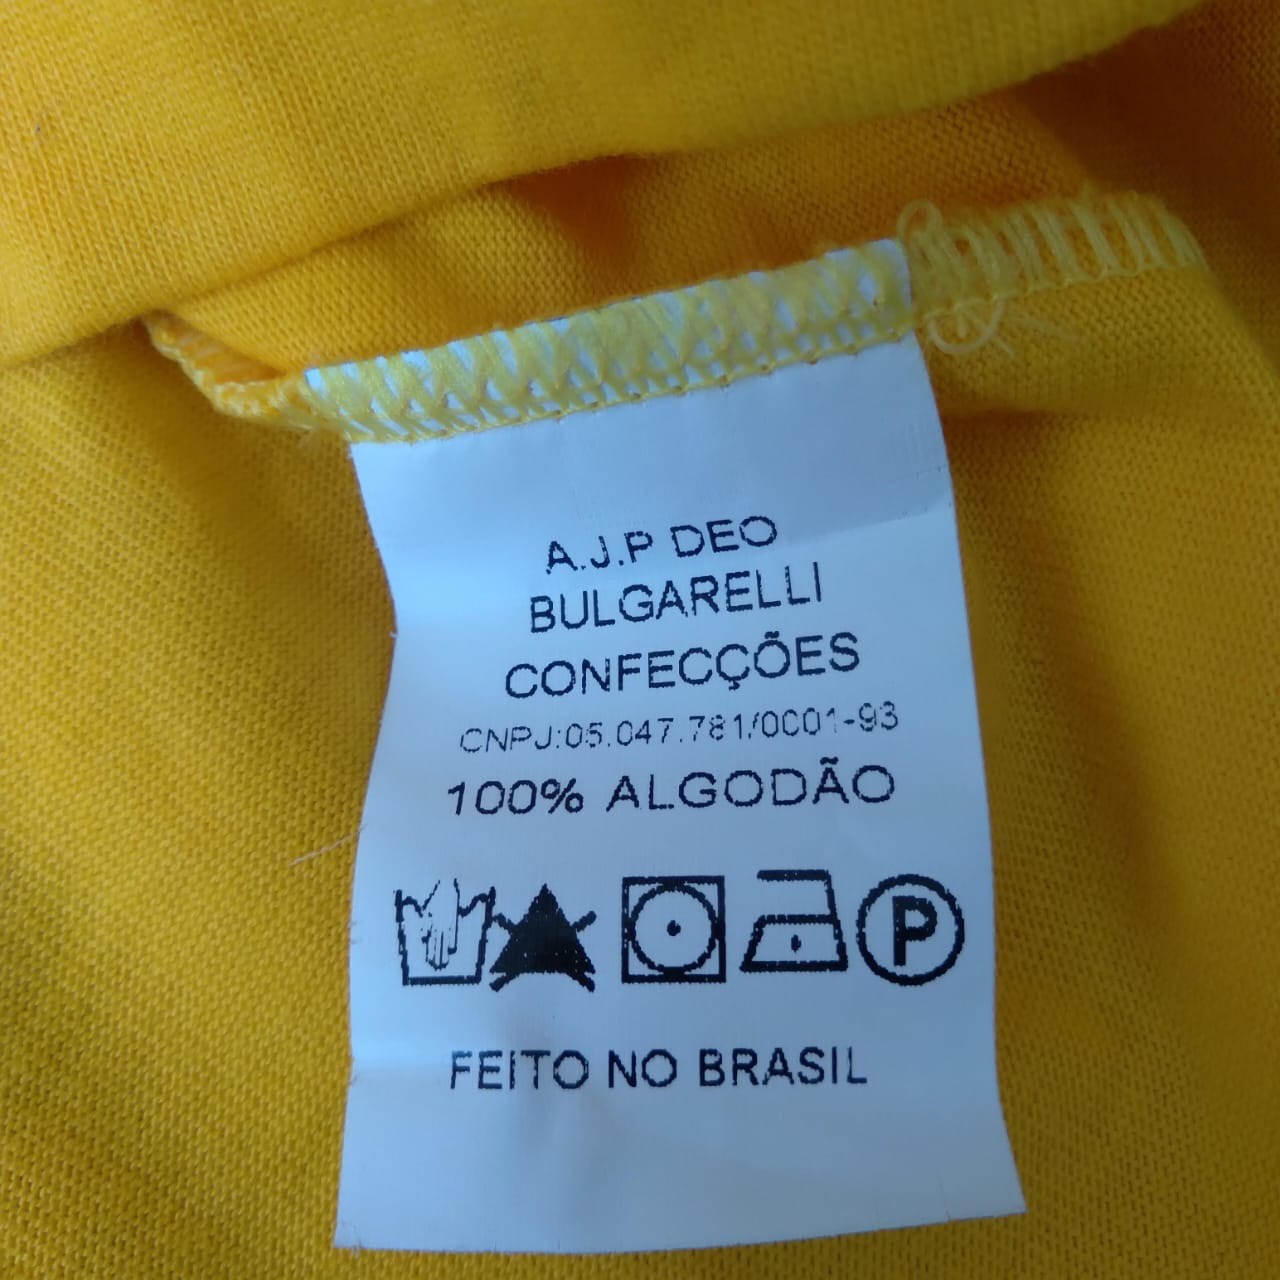 A.J.P DEO
BULGARELLI
CONFECÇÕES
CNPJ:05.047.781/0001-93
100% ALGODÃO
P
FEITO NO BRASIL